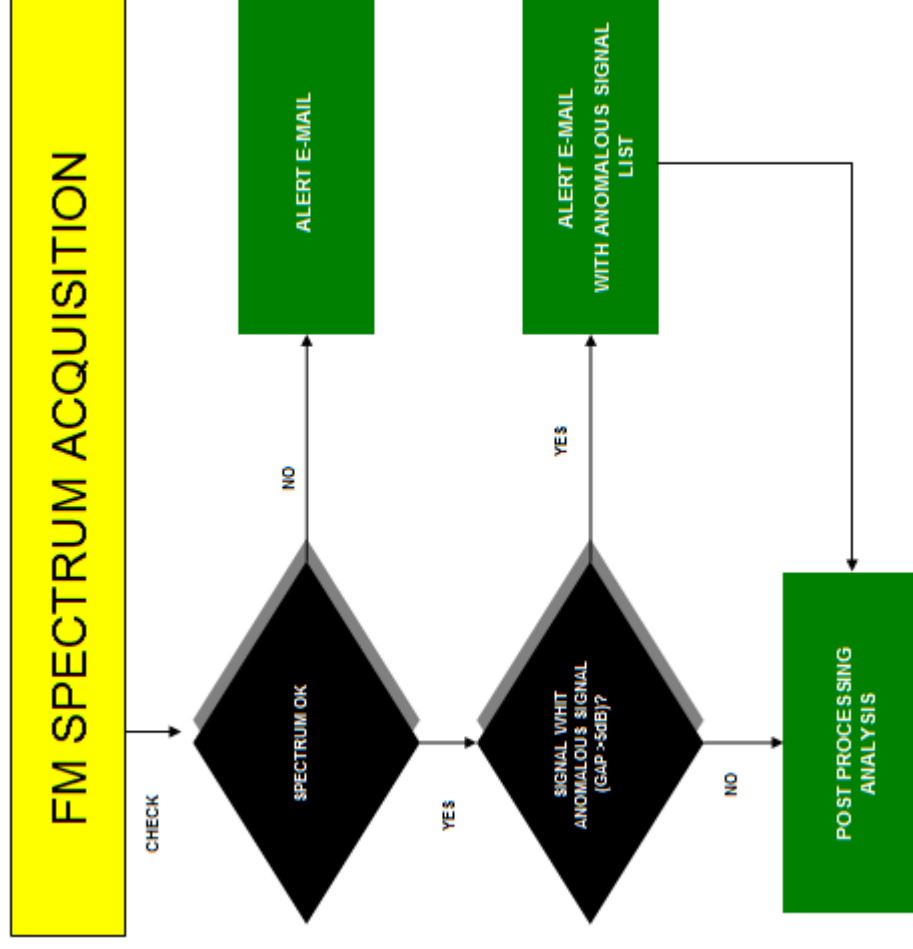 FM SPECTRUM ACQUISITION
CHECK
SPECTRUM OK
NO
ALERT E-MAIL
YES
SIGNAL WHIT
ANOMALOUS SIGNAL
(GAP >5dB)?
YES
ALERT E-MAIL
WITH ANOMALOUS SIGNAL
LIST
NO
POST PROCESSING
ANALYSIS